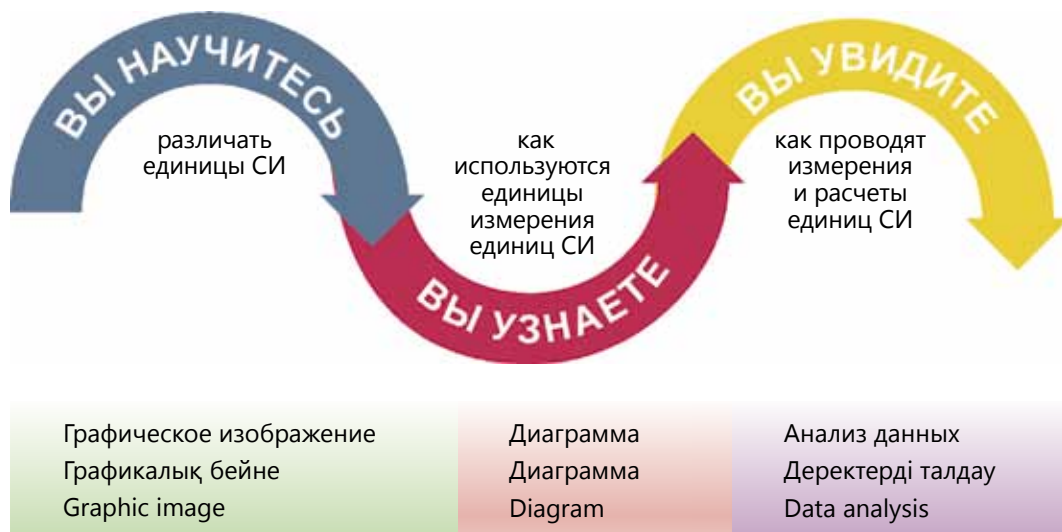 ВЫ НАУЧИТЕСЬ
различать
единицы СИ
ВЫ УЗНАЕТЕ
как
используются
единицы
измерения
единиц СИ
ВЫ УВИДИТЕ
как проводят
измерения
и расчеты
единиц СИ
Графическое изображение
Графикалық бейне
Graphic image
Диаграмма
Диаграмма
Diagram
Анализ данных
Деректерді талдау
Data analysis